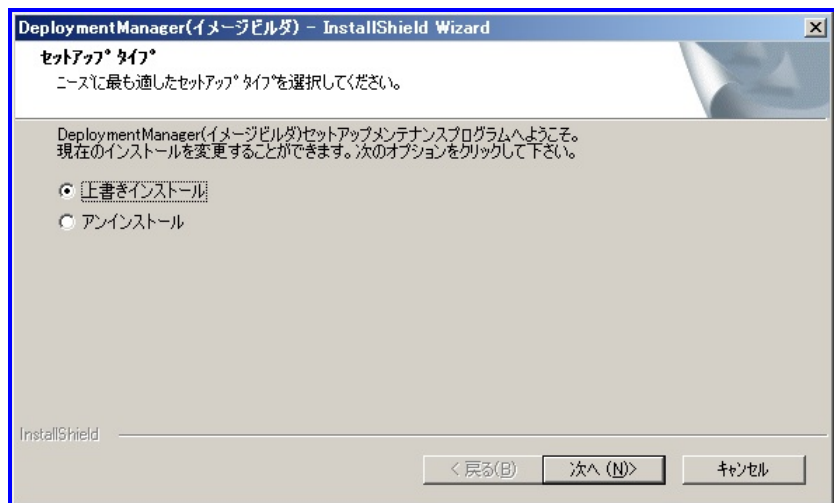 DeploymentManager(イメージビルダ) - InstallShield Wizard
セットアップ タイプ
ニーズに最も適したセットアップ タイプを選択してください。
DeploymentManager(イメージビルダ)セットアップメンテナンスプログラムへようこそ。
現在のインストールを変更することができます。次のオプションをクリックして下さい。
上書きインストール
アンインストール
InstallShield
< 戻る(B)
次へ (N)>
キャンセル